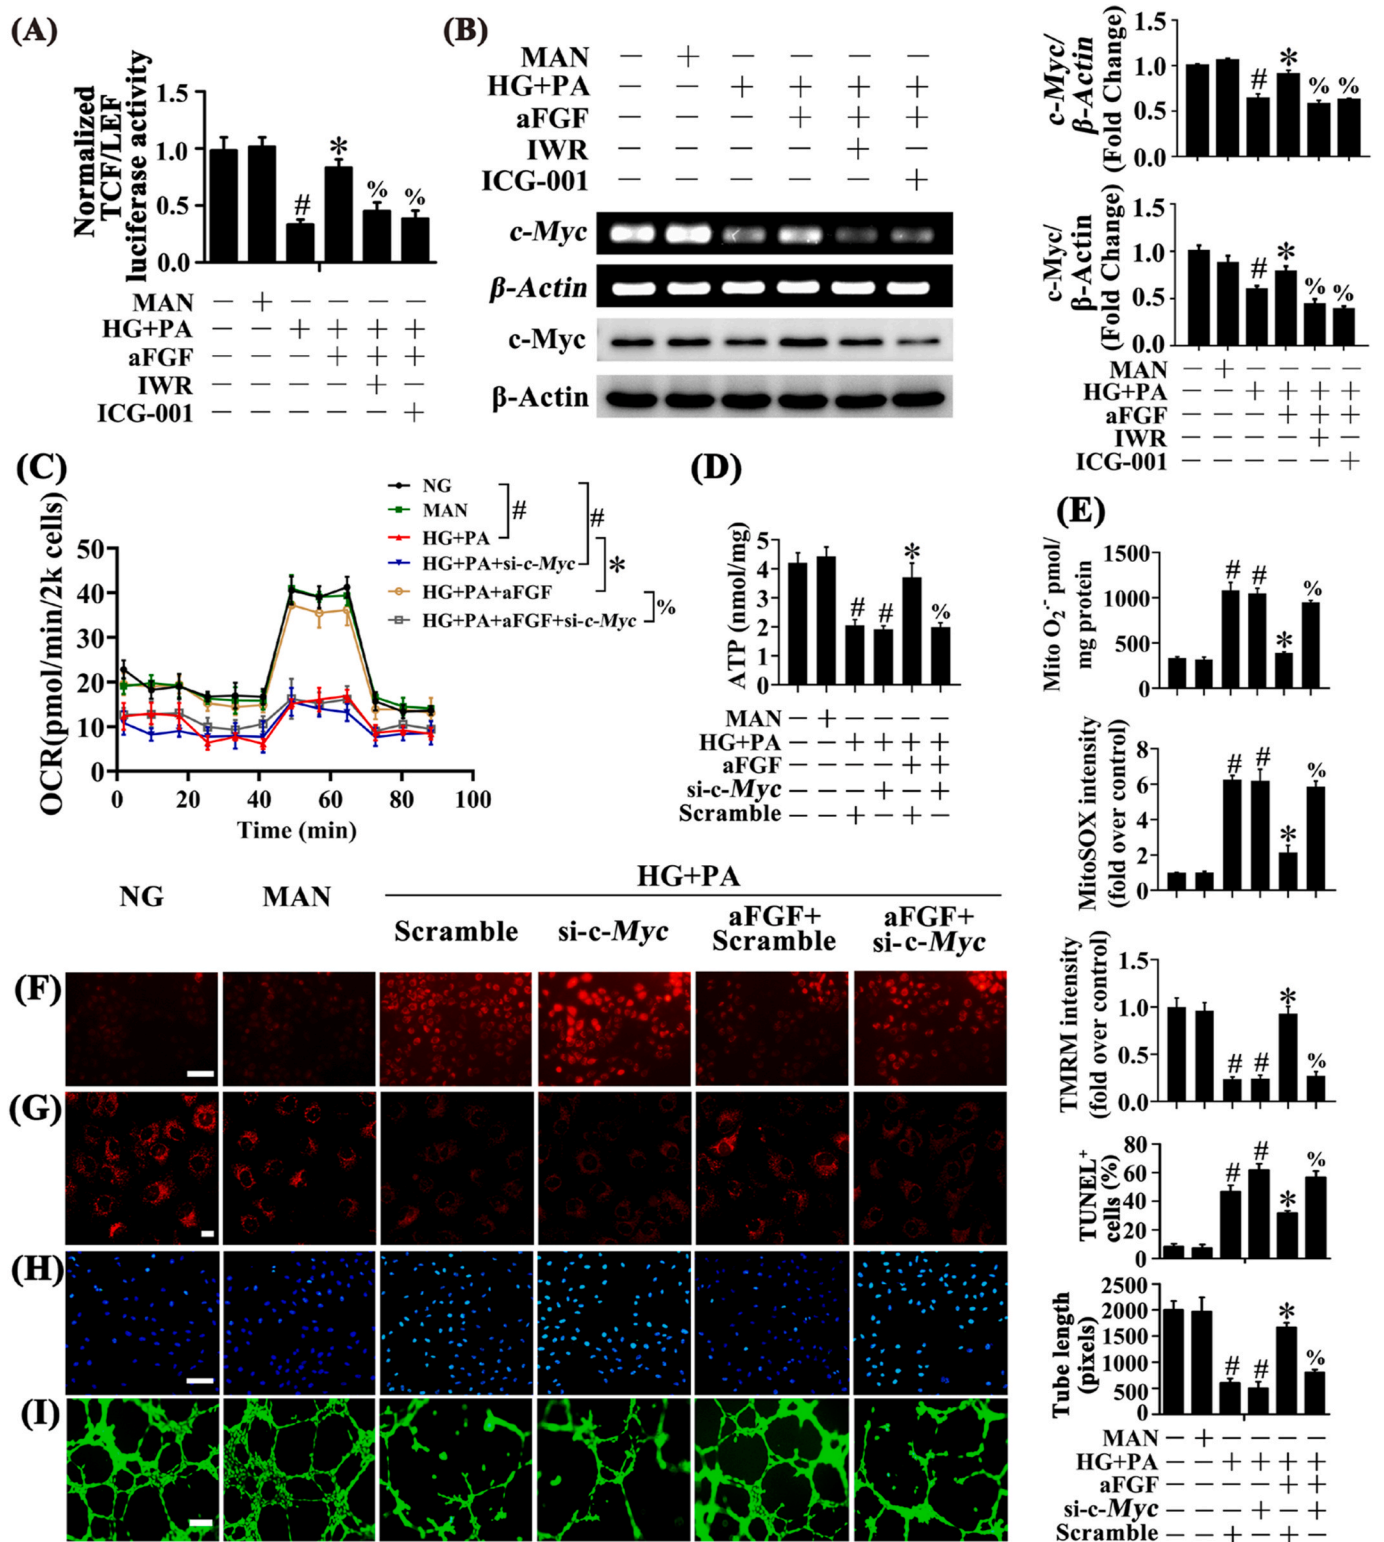 (A)
Normalized
TCF/LEF
luciferase activity
1.5
1.0
0.5
0.0
#
*
%
%
MAN − + − − − −
HG+PA − − + + + +
aFGF − − − + + +
IWR − − − − + −
ICG-001 − − − − − +
(B)
MAN − + − − − −
HG+PA − − + + + +
aFGF − − − + + +
IWR − − − − + −
ICG-001 − − − − − +
c-Myc
β-Actin
c-Myc
β-Actin
c-Myc/
β-Actin
(Fold Change)
1.5
1.0
0.5
0.0
#
*
% %
c-Myc/
β-Actin
(Fold Change)
1.5
1.0
0.5
0.0
#
*
% %
MAN − + − − − −
HG+PA − − + + + +
aFGF − − − + + +
IWR − − − − + −
ICG-001 − − − − − +
(C)
OCR(pmol/min/2k cells)
50
40
30
20
10
0
0 20 40 60 80 100
Time (min)
NG
MAN
HG+PA
HG+PA+si-c-Myc
HG+PA+aFGF
HG+PA+aFGF+si-c-Myc
#
#
*
%
(D)
ATP (nmol/mg)
5
4
3
2
1
0
# #
*
%
MAN − + − − − −
HG+PA − − + + + +
aFGF − − − − + +
si-c-Myc − − − + − +
Scramble − − + − + −
(E)
Mito O2·- pmol/
mg protein
1500
1000
500
0
# #
*
%
MitoSOX intensity
(fold over control)
8
6
4
2
0
# #
*
%
TMRM intensity
(fold over control)
1.5
1.0
0.5
0.0
# #
*
%
TUNEL+
cells (%)
80
60
40
20
0
#
#
*
%
Tube length
(pixels)
2500
2000
1500
1000
500
0
# #
*
%
MAN − + − − − −
HG+PA − − + + + +
aFGF − − − − + +
si-c-Myc − − − + − +
Scramble − − + − + −
NG
MAN
HG+PA
Scramble
si-c-Myc
aFGF+
Scramble
aFGF+
si-c-Myc
(F)
(G)
(H)
(I)